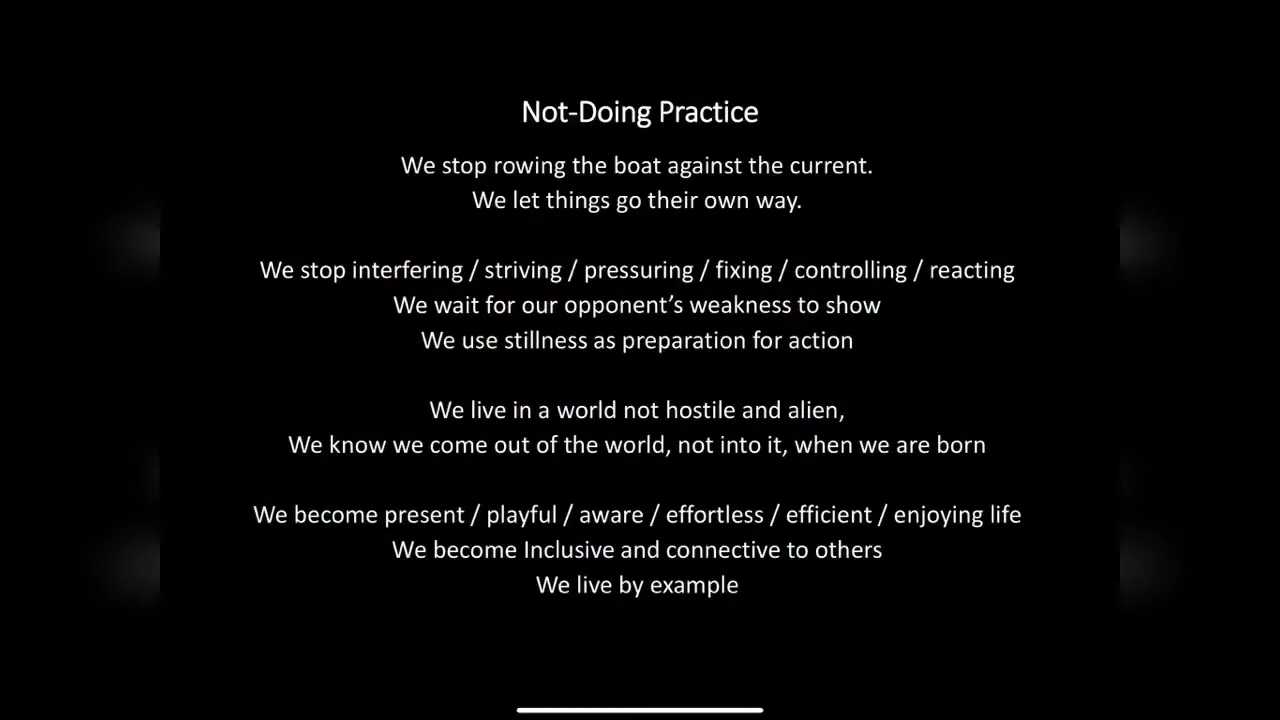 Not-Doing Practice
We stop rowing the boat against the current.
We let things go their own way.
We stop interfering / striving / pressuring / fixing / controlling / reacting
We wait for our opponent’s weakness to show
We use stillness as preparation for action
We live in a world not hostile and alien,
We know we come out of the world, not into it, when we are born
We become present / playful / aware / effortless / efficient / enjoying life
We become Inclusive and connective to others
We live by example